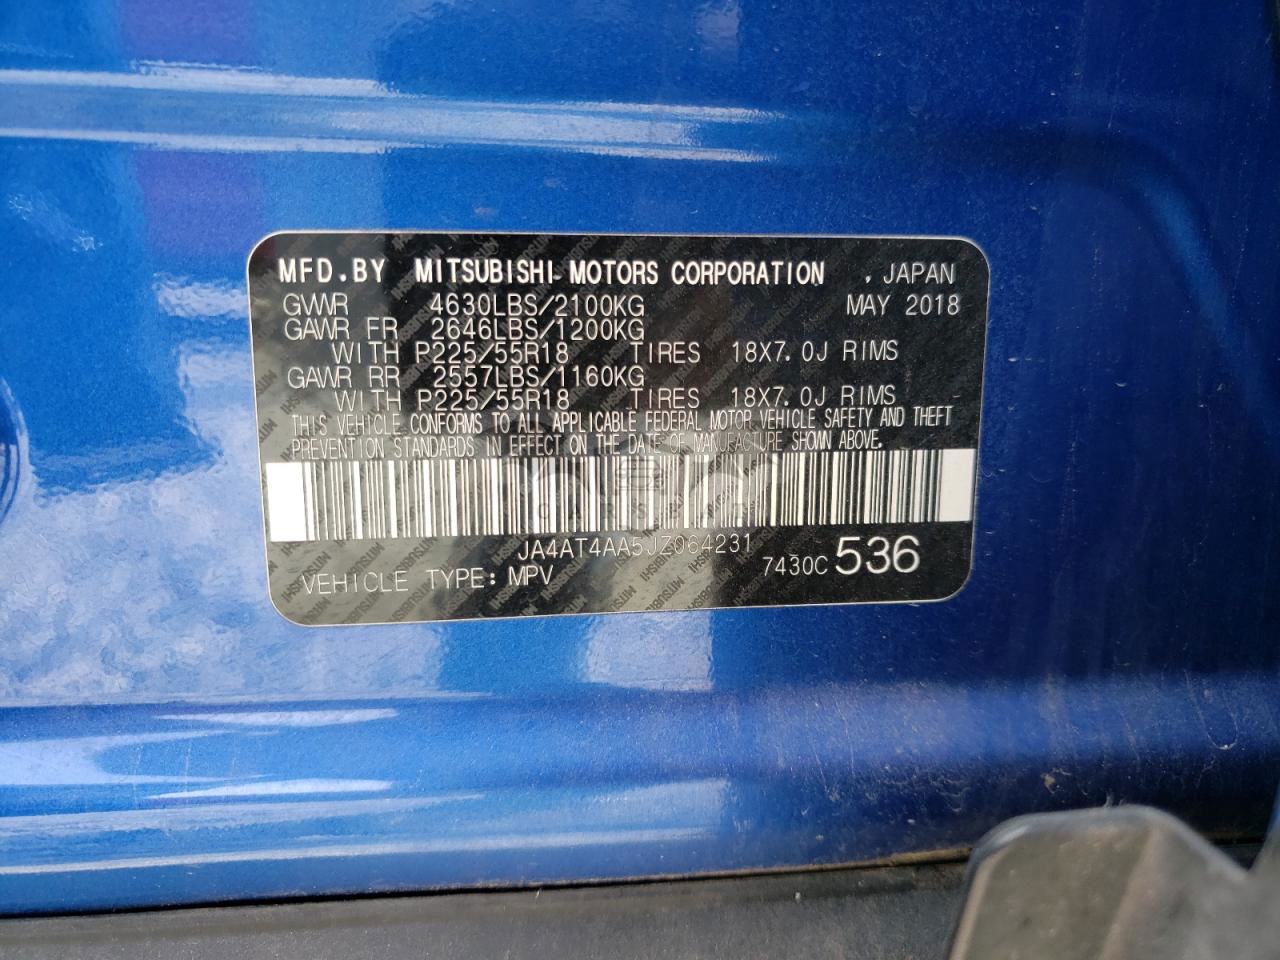 MFD.BY MITSUBISHI MOTORS CORPORATION . JAPAN
GVWR 4630LBS/2100KG MAY 2018
GAWR FR 2646LBS/1200KG
WITH P225/55R18 TIRES 18X7.0J RIMS
GAWR RR 2557LBS/1160KG
WITH P225/55R18 TIRES 18X7.0J RIMS
THIS VEHICLE CONFORMS TO ALL APPLICABLE FEDERAL MOTOR VEHICLE SAFETY AND THEFT
PREVENTION STANDARDS IN EFFECT ON THE DATE OF MANUFACTURE SHOWN ABOVE.
JA4AT4AA5JZ064231
VEHICLE TYPE: MPV 7430C 536